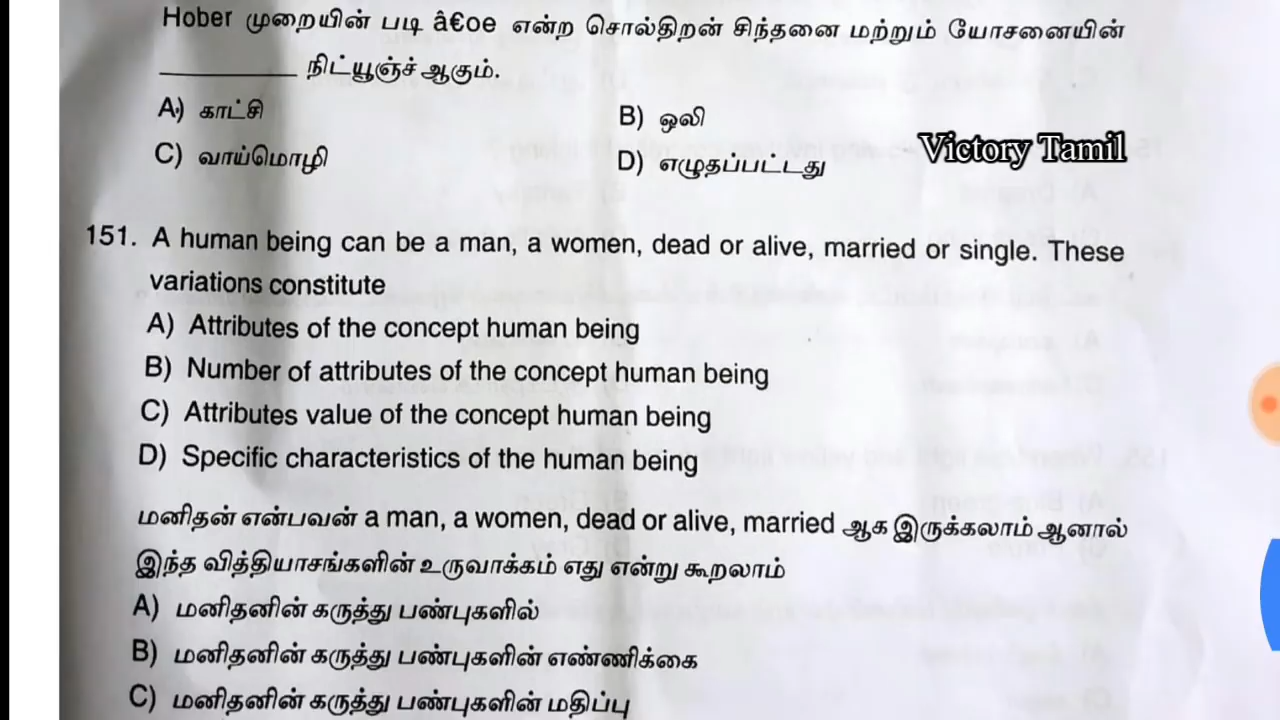 Hober முறையின் படி â€oe என்ற சொல்திறன் சிந்தனை மற்றும் யோசனையின்
__________ நிட்யூஞ்ச் ஆகும்.
A) காட்சி
B) ஒலி
C) வாய்மொழி
D) எழுதப்பட்டது
Victory Tamil
151. A human being can be a man, a women, dead or alive, married or single. These
variations constitute
A) Attributes of the concept human being
B) Number of attributes of the concept human being
C) Attributes value of the concept human being
D) Specific characteristics of the human being
மனிதன் என்பவன் a man, a women, dead or alive, married ஆக இருக்கலாம் ஆனால்
இந்த வித்தியாசங்களின் உருவாக்கம் எது என்று கூறலாம்
A) மனிதனின் கருத்து பண்புகளில்
B) மனிதனின் கருத்து பண்புகளின் எண்ணிக்கை
C) மனிதனின் கருத்து பண்புகளின் மதிப்பு